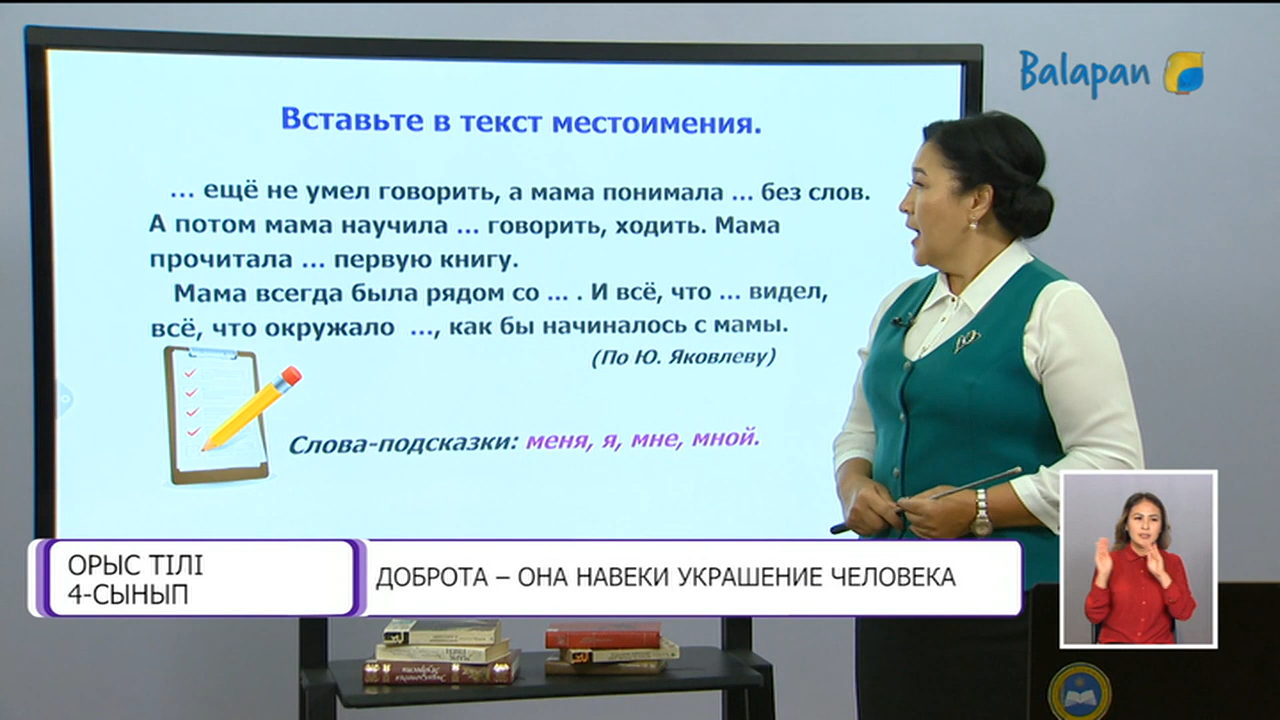 Balapan
Вставьте в текст местоимения.
... ещё не умел говорить, а мама понимала ... без слов.
А потом мама научила ... говорить, ходить. Мама
прочитала ... первую книгу.
Мама всегда была рядом со ... . И всё, что ... видел,
всё, что окружало ..., как бы начиналось с мамы.
(По Ю. Яковлеву)
Слова-подсказки: меня, я, мне, мной.
ОРЫС ТІЛІ
4-СЫНЫП
ДОБРОТА – ОНА НАВЕКИ УКРАШЕНИЕ ЧЕЛОВЕКА